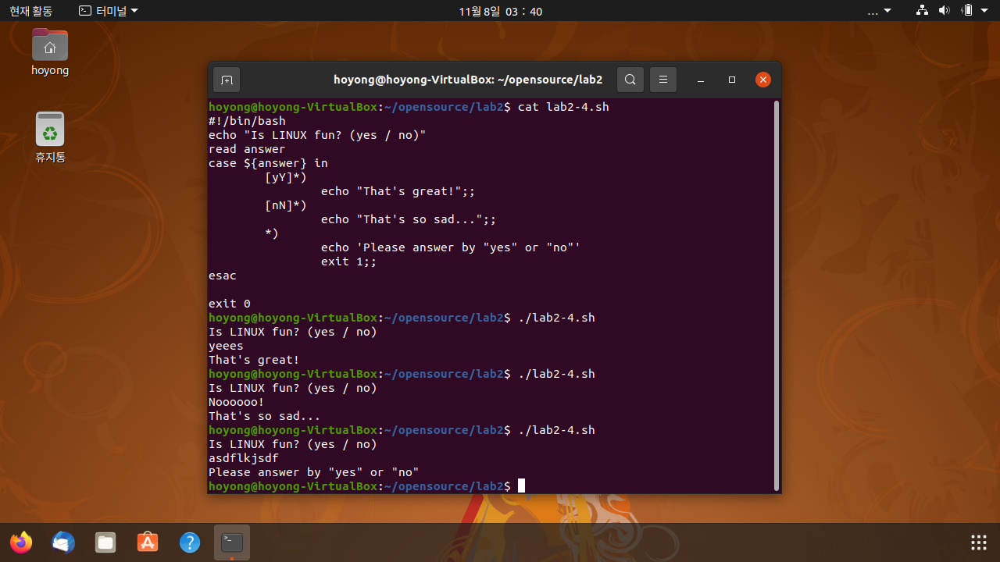 현재 활동 터미널 11월 8일 03 : 40 ...
hoyong
휴지통
hoyong@hoyong-VirtualBox: ~/opensource/lab2
hoyong@hoyong-VirtualBox:~/opensource/lab2$ cat lab2-4.sh
#!/bin/bash
echo "Is LINUX fun? (yes / no)"
read answer
case ${answer} in
        [yY]*)
                echo "That's great!";;
        [nN]*)
                echo "That's so sad...";;
        *)
                echo 'Please answer by "yes" or "no"'
                exit 1;;
esac

exit 0
hoyong@hoyong-VirtualBox:~/opensource/lab2$ ./lab2-4.sh
Is LINUX fun? (yes / no)
yeees
That's great!
hoyong@hoyong-VirtualBox:~/opensource/lab2$ ./lab2-4.sh
Is LINUX fun? (yes / no)
Noooooo!
That's so sad...
hoyong@hoyong-VirtualBox:~/opensource/lab2$ ./lab2-4.sh
Is LINUX fun? (yes / no)
asdflkjsdf
Please answer by "yes" or "no"
hoyong@hoyong-VirtualBox:~/opensource/lab2$